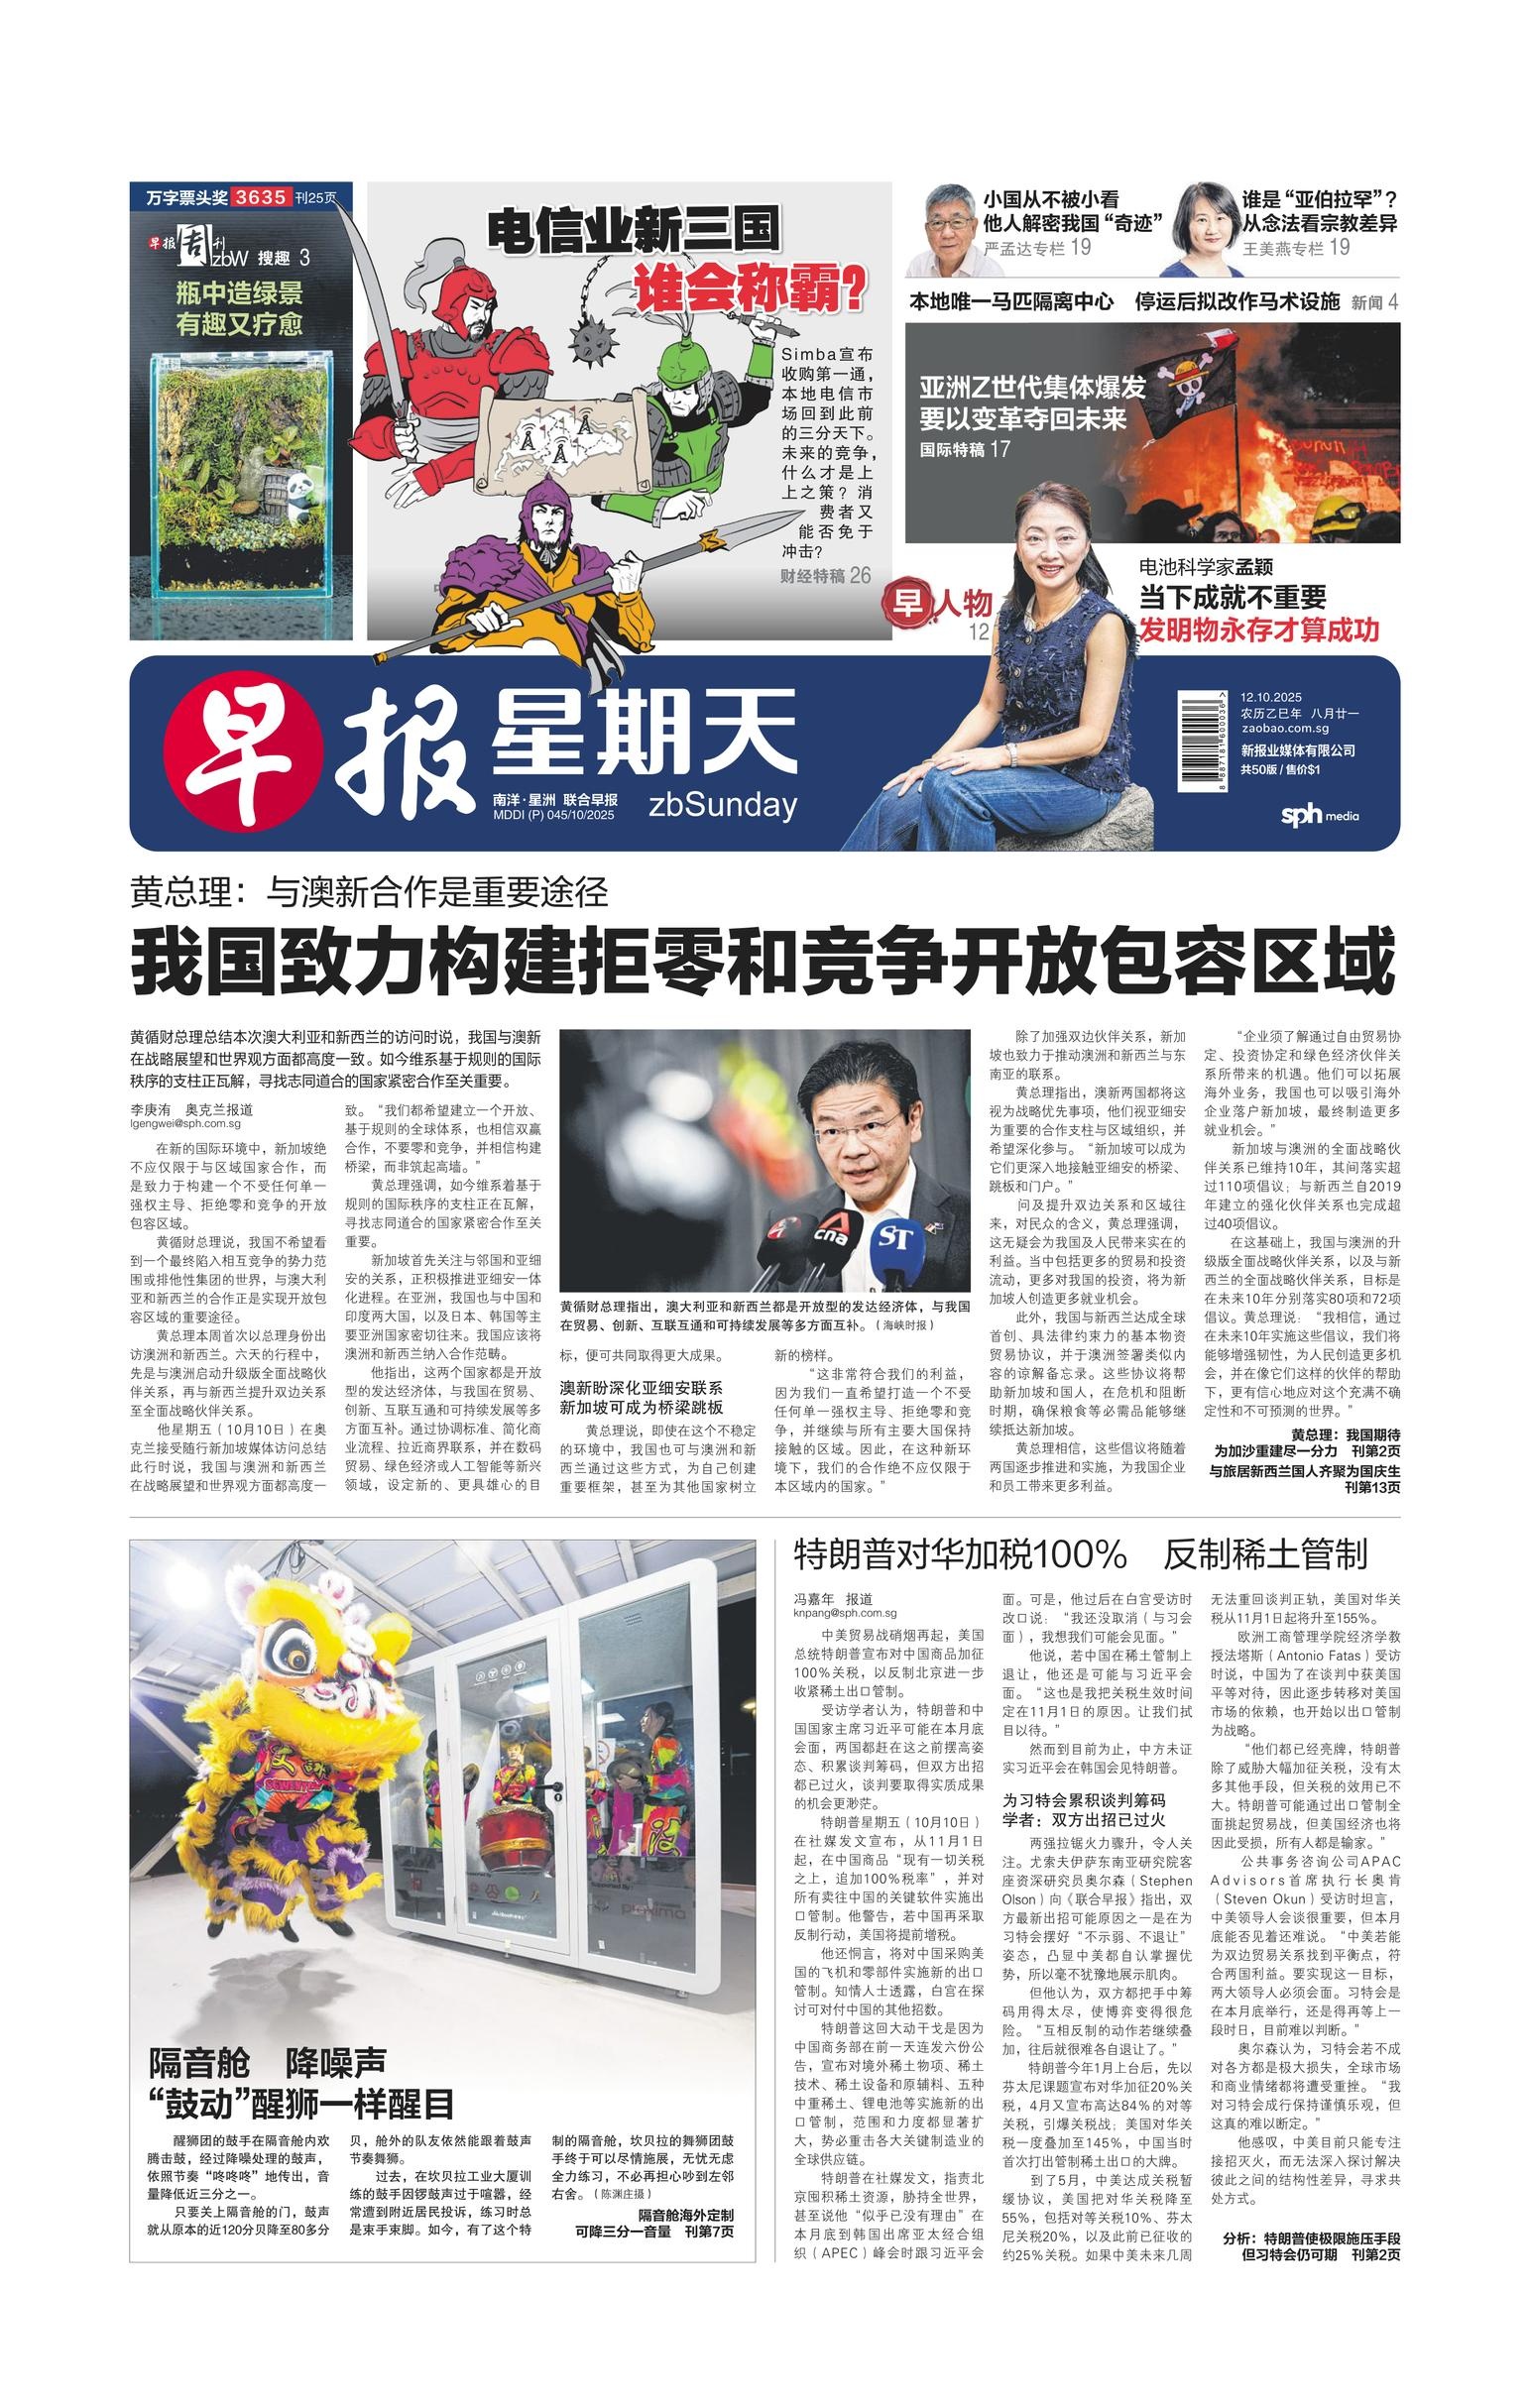 万字票头奖 3635 刊25页
早报周刊
zbW 搜趣 3
瓶中造绿景
有趣又疗愈
电信业新三国
谁会称霸?
Simba宣布
收购第一通，
本地电信市
场回到此前
的三分天下。
未来的竞争，
什么才是上
上之策？消
费者又
能否免于
冲击？
财经特稿 26
小国从不被小看
他人解密我国“奇迹”
严孟达专栏 19
谁是“亚伯拉罕”？
从念法看宗教差异
王美燕专栏 19
本地唯一马匹隔离中心 停运后拟改作马术设施 新闻 4
亚洲Z世代集体爆发
要以变革夺回未来
国际特稿 17
早人物
12
电池科学家孟颖
当下成就不重要
发明物永存才算成功
早报 星期天
南洋·星洲 联合早报
MDDI (P) 045/10/2025
zbSunday
12.10.2025
农历乙巳年 八月廿一
zaobao.com.sg
新报业媒体有限公司
共50版 / 售价$1
sph media
黄总理：与澳新合作是重要途径
我国致力构建拒零和竞争开放包容区域
黄循财总理总结本次澳大利亚和新西兰的访问时说，我国与澳新
在战略展望和世界观方面都高度一致。如今维系基于规则的国际
秩序的支柱正瓦解，寻找志同道合的国家紧密合作至关重要。
李庚洧 奥克兰报道
lgengwei@sph.com.sg
在新的国际环境中，新加坡绝
不应仅限于与区域国家合作，而
是致力于构建一个不受任何单一
强权主导、拒绝零和竞争的开放
包容区域。
黄循财总理说，我国不希望看
到一个最终陷入相互竞争的势力范
围或排他性集团的世界，与澳大利
亚和新西兰的合作正是实现开放包
容区域的重要途径。
黄总理本周首次以总理身份出
访澳洲和新西兰。六天的行程中，
先是与澳洲启动升级版全面战略伙
伴关系，再与新西兰提升双边关系
至全面战略伙伴关系。
他星期五（10月10日）在奥
克兰接受随行新加坡媒体访问总结
此行时说，我国与澳洲和新西兰
在战略展望和世界观方面都高度一
致。“我们都希望建立一个开放、
基于规则的全球体系，也相信双赢
合作，不要零和竞争，并相信构建
桥梁，而非筑起高墙。”
黄总理强调，如今维系着基于
规则的国际秩序的支柱正在瓦解，
寻找志同道合的国家紧密合作至关
重要。
新加坡首先关注与邻国和亚细
安的关系，正积极推进亚细安一体
化进程。在亚洲，我国也与中国和
印度两大国，以及日本、韩国等主
要亚洲国家密切往来。我国应该将
澳洲和新西兰纳入合作范畴。
他指出，这两个国家都是开放
型的发达经济体，与我国在贸易、
创新、互联互通和可持续发展等多
方面互补。通过协调标准、简化商
业流程、拉近商界联系，并在数码
贸易、绿色经济或人工智能等新兴
领域，设定新的、更具雄心的目
cna
ST
黄循财总理指出，澳大利亚和新西兰都是开放型的发达经济体，与我国
在贸易、创新、互联互通和可持续发展等多方面互补。（海峡时报）
标，便可共同取得更大成果。
澳新盼深化亚细安联系
新加坡可成为桥梁跳板
黄总理说，即使在这个不稳定
的环境中，我国也可与澳洲和新
西兰通过这些方式，为自己创建
重要框架，甚至为其他国家树立
新的榜样。
“这非常符合我们的利益，
因为我们一直希望打造一个不受
任何单一强权主导、拒绝零和竞
争，并继续与所有主要大国保持
接触的区域。因此，在这种新环
境下，我们的合作绝不应仅限于
本区域内的国家。”
除了加强双边伙伴关系，新加
坡也致力于推动澳洲和新西兰与东
南亚的联系。
黄总理指出，澳新两国都将这
视为战略优先事项，他们视亚细安
为重要的合作支柱与区域组织，并
希望深化参与。“新加坡可以成为
它们更深入地接触亚细安的桥梁、
跳板和门户。”
问及提升双边关系和区域往
来，对民众的含义，黄总理强调，
这无疑会为我国及人民带来实在的
利益。当中包括更多的贸易和投资
流动，更多对我国的投资，将为新
加坡人创造更多就业机会。
此外，我国与新西兰达成全球
首创、具法律约束力的基本物资
贸易协议，并于澳洲签署类似内
容的谅解备忘录。这些协议将帮
助新加坡和国人，在危机和阻断
时期，确保粮食等必需品能够继
续抵达新加坡。
黄总理相信，这些倡议将随着
两国逐步推进和实施，为我国企业
和员工带来更多利益。
“企业须了解通过自由贸易协
定、投资协定和绿色经济伙伴关
系所带来的机遇。他们可以拓展
海外业务，我国也可以吸引海外
企业落户新加坡，最终制造更多
就业机会。”
新加坡与澳洲的全面战略伙
伴关系已维持10年，其间落实超
过110项倡议；与新西兰自2019
年建立的强化伙伴关系也完成超
过40项倡议。
在这基础上，我国与澳洲的升
级版全面战略伙伴关系，以及与新
西兰的全面战略伙伴关系，目标是
在未来10年分别落实80项和72项
倡议。黄总理说：“我相信，通过
在未来10年实施这些倡议，我们将
能够增强韧性，为人民创造更多机
会，并在像它们这样的伙伴的帮助
下，更有信心地应对这个充满不确
定性和不可预测的世界。”
黄总理：我国期待
为加沙重建尽一分力 刊第2页
与旅居新西兰国人齐聚为国庆生
刊第13页
隔音舱 降噪声
“鼓动”醒狮一样醒目
醒狮团的鼓手在隔音舱内欢
腾击鼓，经过降噪处理的鼓声，
依照节奏“咚咚咚”地传出，音
量降低近三分之一。
只要关上隔音舱的门，鼓声
就从原本的近120分贝降至80多分
贝，舱外的队友依然能跟着鼓声
节奏舞狮。
过去，在坎贝拉工业大厦训
练的鼓手因锣鼓声过于喧嚣，经
常遭到附近居民投诉，练习时总
是束手束脚。如今，有了这个特
制的隔音舱，坎贝拉的舞狮团鼓
手终于可以尽情施展，无忧无虑
全力练习，不必再担心吵到左邻
右舍。（陈渊庄摄）
隔音舱海外定制
可降三分一音量 刊第7页
特朗普对华加税100% 反制稀土管制
冯嘉年 报道
knpang@sph.com.sg
中美贸易战硝烟再起，美国
总统特朗普宣布对中国商品加征
100%关税，以反制北京进一步
收紧稀土出口管制。
受访学者认为，特朗普和中
国国家主席习近平可能在本月底
会面，两国都赶在这之前摆高姿
态、积累谈判筹码，但双方出招
都已过火，谈判要取得实质成果
的机会更渺茫。
特朗普星期五（10月10日）
在社媒发文宣布，从11月1日
起，在中国商品“现有一切关税
之上，追加100%税率”，并对
所有卖往中国的关键软件实施出
口管制。他警告，若中国再采取
反制行动，美国将提前增税。
他还恫言，将对中国采购美
国的飞机和零部件实施新的出口
管制。知情人士透露，白宫在探
讨可对付中国的其他招数。
特朗普这回大动干戈是因为
中国商务部在前一天连发六份公
告，宣布对境外稀土物项、稀土
技术、稀土设备和原辅料、五种
中重稀土、锂电池等实施新的出
口管制，范围和力度都显著扩
大，势必重击各大关键制造业的
全球供应链。
特朗普在社媒发文，指责北
京囤积稀土资源，胁持全世界，
甚至说他“似乎已没有理由”在
本月底到韩国出席亚太经合组
织（APEC）峰会时跟习近平会
面。可是，他过后在白宫受访时
改口说：“我还没取消（与习会
面），我想我们可能会见面。”
他说，若中国在稀土管制上
退让，他还是可能与习近平会
面。“这也是我把关税生效时间
定在11月1日的原因。让我们拭
目以待。”
然而到目前为止，中方未证
实习近平会在韩国会见特朗普。
为习特会累积谈判筹码
学者：双方出招已过火
两强拉锯火力骤升，令人关
注。尤索夫伊萨东南亚研究院客
座资深研究员奥尔森（Stephen
Olson）向《联合早报》指出，双
方最新出招可能原因之一是在为
习特会摆好“不示弱、不退让”
姿态，凸显中美都自认掌握优
势，所以毫不犹豫地展示肌肉。
但他认为，双方都把手中筹
码用得太尽，使博弈变得很危
险。“互相反制的动作若继续叠
加，往后就很难各自退让了。”
特朗普今年1月上台后，先以
芬太尼课题宣布对华加征20%关
税，4月又宣布高达84%的对等
关税，引爆关税战；美国对华关
税一度叠加至145%，中国当时
首次打出管制稀土出口的大牌。
到了5月，中美达成关税暂
缓协议，美国把对华关税降至
55%，包括对等关税10%、芬太
尼关税20%，以及此前已征收的
约25%关税。如果中美未来几周
无法重回谈判正轨，美国对华关
税从11月1日起将升至155%。
欧洲工商管理学院经济学教
授法塔斯（Antonio Fatas）受访
时说，中国为了在谈判中获美国
平等对待，因此逐步转移对美国
市场的依赖，也开始以出口管制
为战略。
“他们都已经亮牌，特朗普
除了威胁大幅加征关税，没有太
多其他手段，但关税的效用已不
大。特朗普可能通过出口管制全
面挑起贸易战，但美国经济也将
因此受损，所有人都是输家。”
公共事务咨询公司APAC
Advisors首席执行长奥肯
（Steven Okun）受访时坦言，
中美领导人会谈很重要，但本月
底能否见着还难说。“中美若能
为双边贸易关系找到平衡点，符
合两国利益。要实现这一目标，
两大领导人必须会面。习特会是
在本月底举行，还是得再等上一
段时日，目前难以判断。”
奥尔森认为，习特会若不成
对各方都是极大损失，全球市场
和商业情绪都将遭受重挫。“我
对习特会成行保持谨慎乐观，但
这真的难以断定。”
他感叹，中美目前只能专注
接招灭火，而无法深入探讨解决
彼此之间的结构性差异，寻求共
处方式。
分析：特朗普使极限施压手段
但习特会仍可期 刊第2页